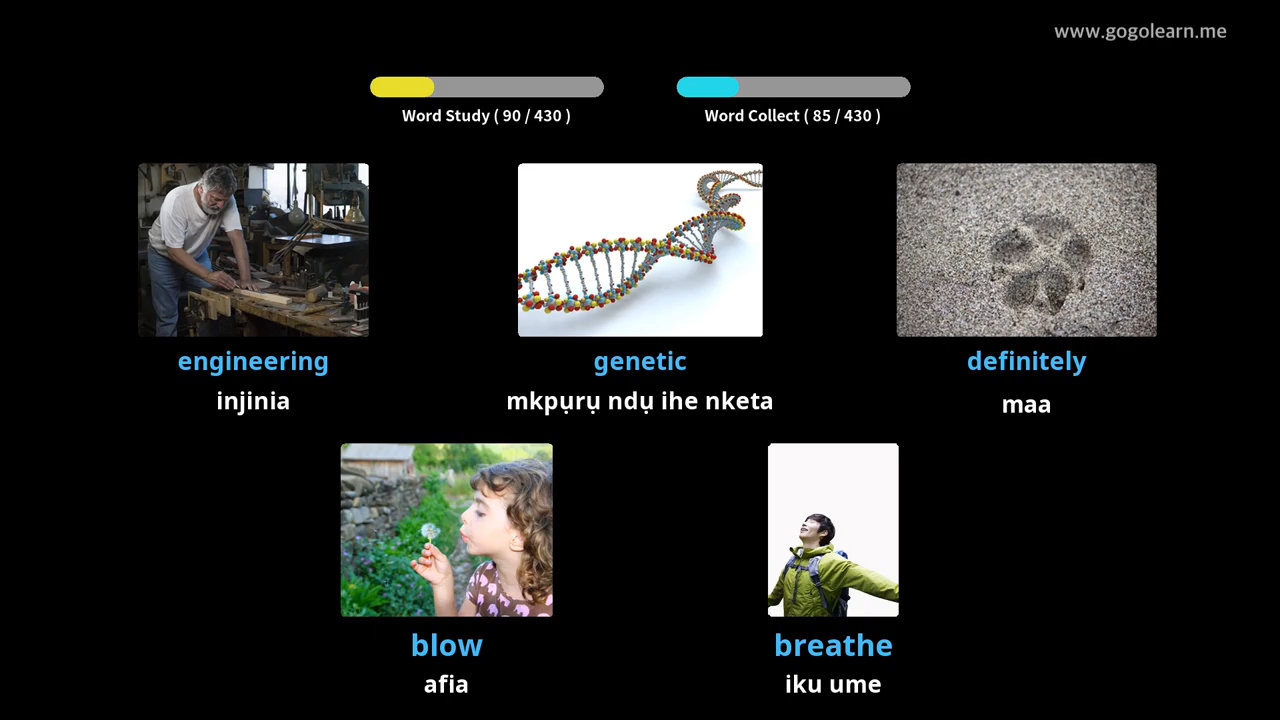 www.gogolearn.me
Word Study ( 90 / 430 )
Word Collect ( 85 / 430 )
engineering
injinia
genetic
mkpụrụ ndụ ihe nketa
definitely
maa
blow
afia
breathe
iku ume